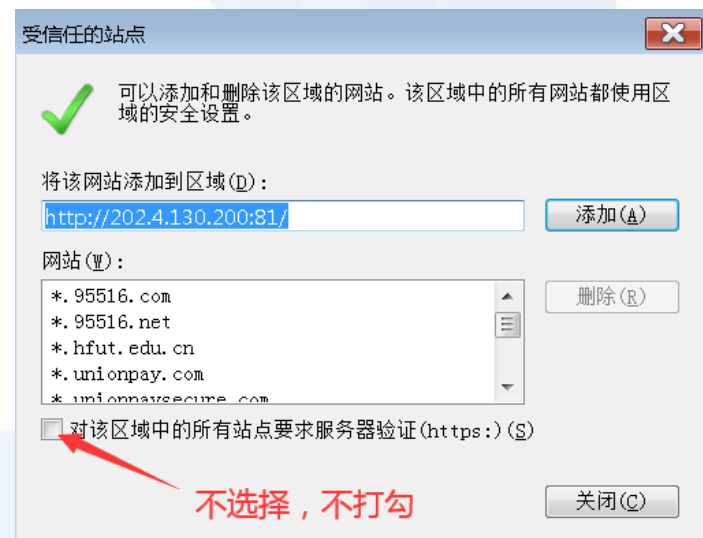 受信任的站点
可以添加和删除该区域的网站。该区域中的所有网站都使用区
域的安全设置。
将该网站添加到区域(D):
http://202.4.130.200:81/
添加(A)
网站(W):
*.95516.com
删除(R)
*.95516.net
*.hfut.edu.cn
*.unionpay.com
*.unionpaysecure.com
对该区域中的所有站点要求服务器验证(https:)(S)
不选择，不打勾
关闭(C)